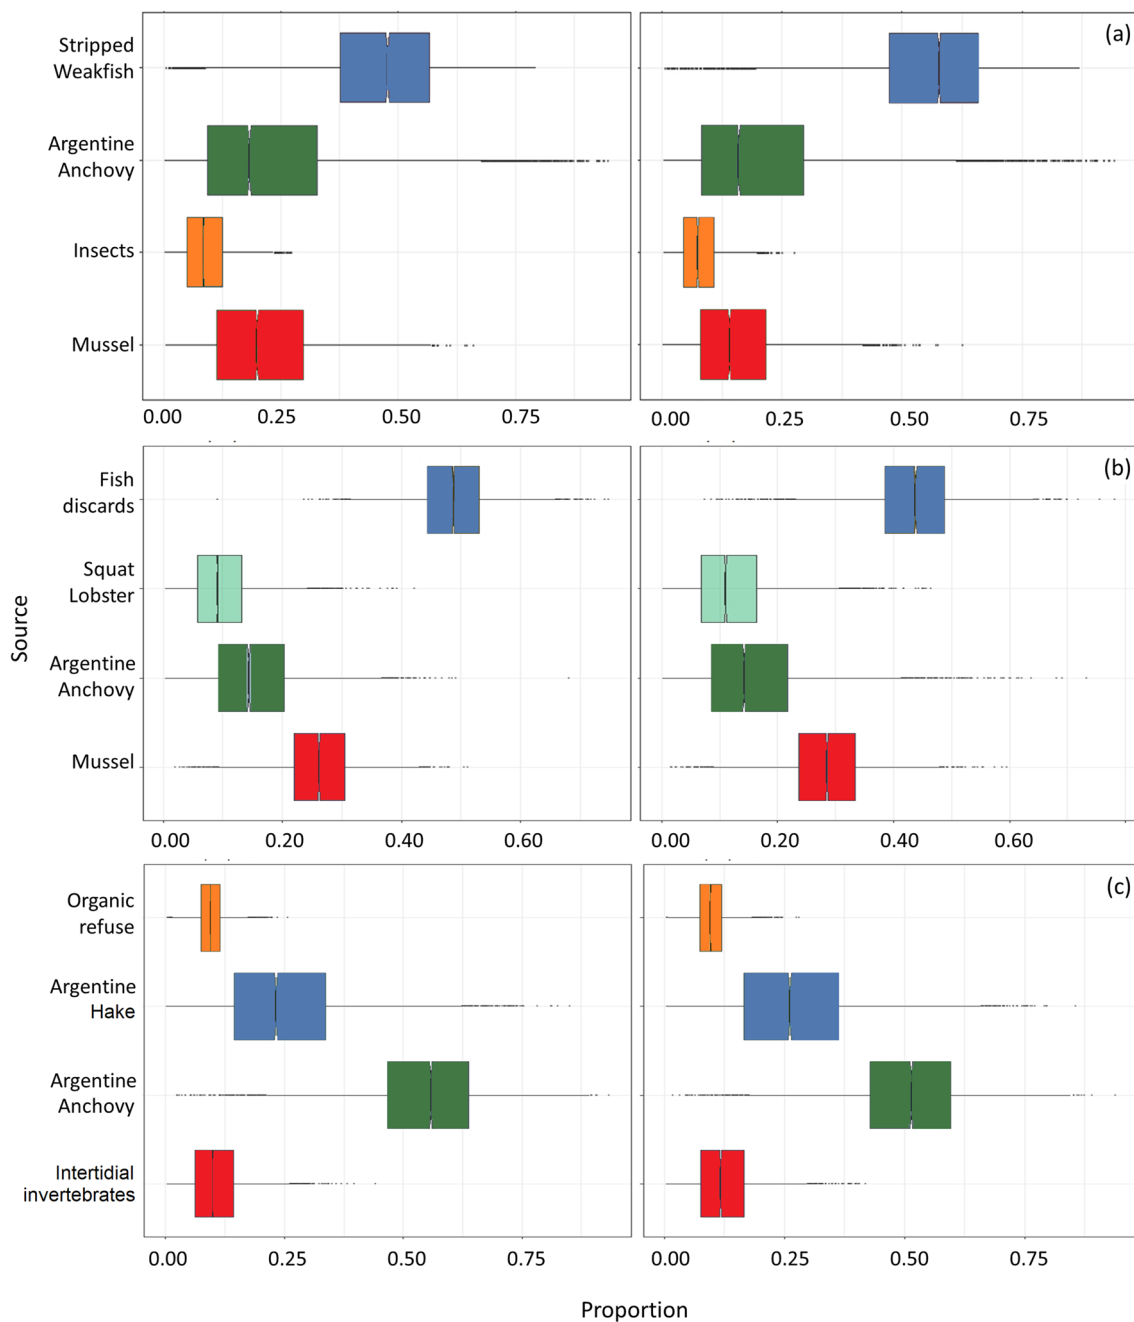 (a)
Stripped
Weakfish
Argentine
Anchovy
Insects
Mussel
0.00 0.25 0.50 0.75 0.00 0.25 0.50 0.75
(b)
Fish
discards
Squat
Lobster
Source
Argentine
Anchovy
Mussel
0.00 0.20 0.40 0.60 0.00 0.20 0.40 0.60
(c)
Organic
refuse
Argentine
Hake
Argentine
Anchovy
Intertidial
invertebrates
0.00 0.25 0.50 0.75 0.00 0.25 0.50 0.75
Proportion